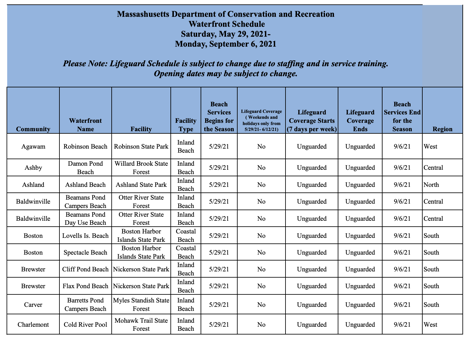 Massashusetts Department of Conservation and Recreation
Waterfront Schedule
Saturday, May 29, 2021-
Monday, September 6, 2021
Please Note: Lifeguard Schedule is subject to change due to staffing and in service training.
Opening dates may be subject to change.
Community Waterfront Name Facility Facility Type Beach Services Begins for the Season Lifeguard Coverage ( Weekends and holidays only from 5/29/21 - 6/12/21) Lifeguard Coverage Starts (7 days per week) Lifeguard Coverage Ends Beach Services End for the Season Region
Agawam Robinson Beach Robinson State Park Inland Beach 5/29/21 No Unguarded Unguarded 9/6/21 West
Ashby Damon Pond Beach Willard Brook State Forest Inland Beach 5/29/21 No Unguarded Unguarded 9/6/21 Central
Ashland Ashland Beach Ashland State Park Inland Beach 5/29/21 No Unguarded Unguarded 9/6/21 North
Baldwinville Beamans Pond Campers Beach Otter River State Forest Inland Beach 5/29/21 No Unguarded Unguarded 9/6/21 Central
Baldwinville Beamans Pond Day Use Beach Otter River State Forest Inland Beach 5/29/21 No Unguarded Unguarded 9/6/21 Central
Boston Lovells Is. Beach Boston Harbor Islands State Park Coastal Beach 5/29/21 No Unguarded Unguarded 9/6/21 South
Boston Spectacle Beach Boston Harbor Islands State Park Coastal Beach 5/29/21 No Unguarded Unguarded 9/6/21 South
Brewster Cliff Pond Beach Nickerson State Park Inland Beach 5/29/21 No Unguarded Unguarded 9/6/21 South
Brewster Flax Pond Beach Nickerson State Park Inland Beach 5/29/21 No Unguarded Unguarded 9/6/21 South
Carver Barretts Pond Campers Beach Myles Standish State Forest Inland Beach 5/29/21 No Unguarded Unguarded 9/6/21 South
Charlemont Cold River Pool Mohawk Trail State Forest Inland Beach 5/29/21 No Unguarded Unguarded 9/6/21 West